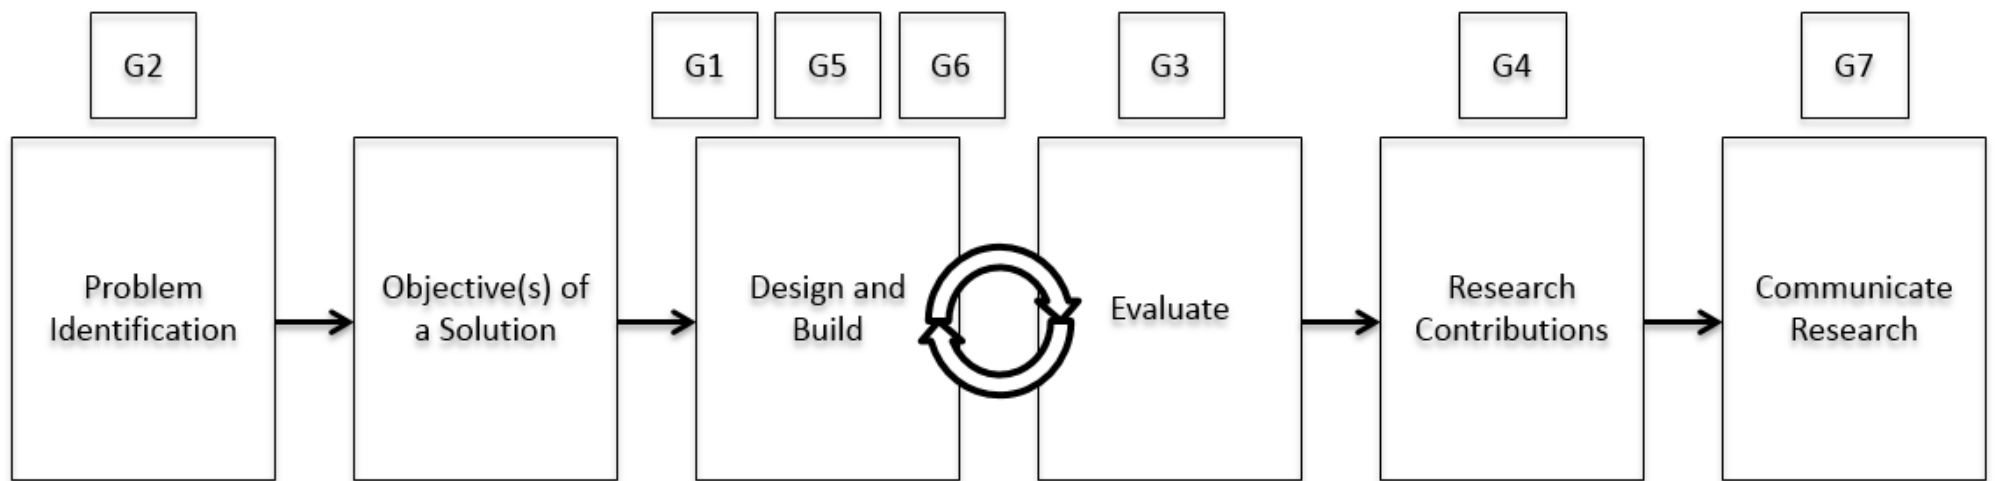 G2
G1
G5
G6
G3
G4
G7
Problem
Identification
Objective(s) of
a Solution
Design and
Build
Evaluate
Research
Contributions
Communicate
Research